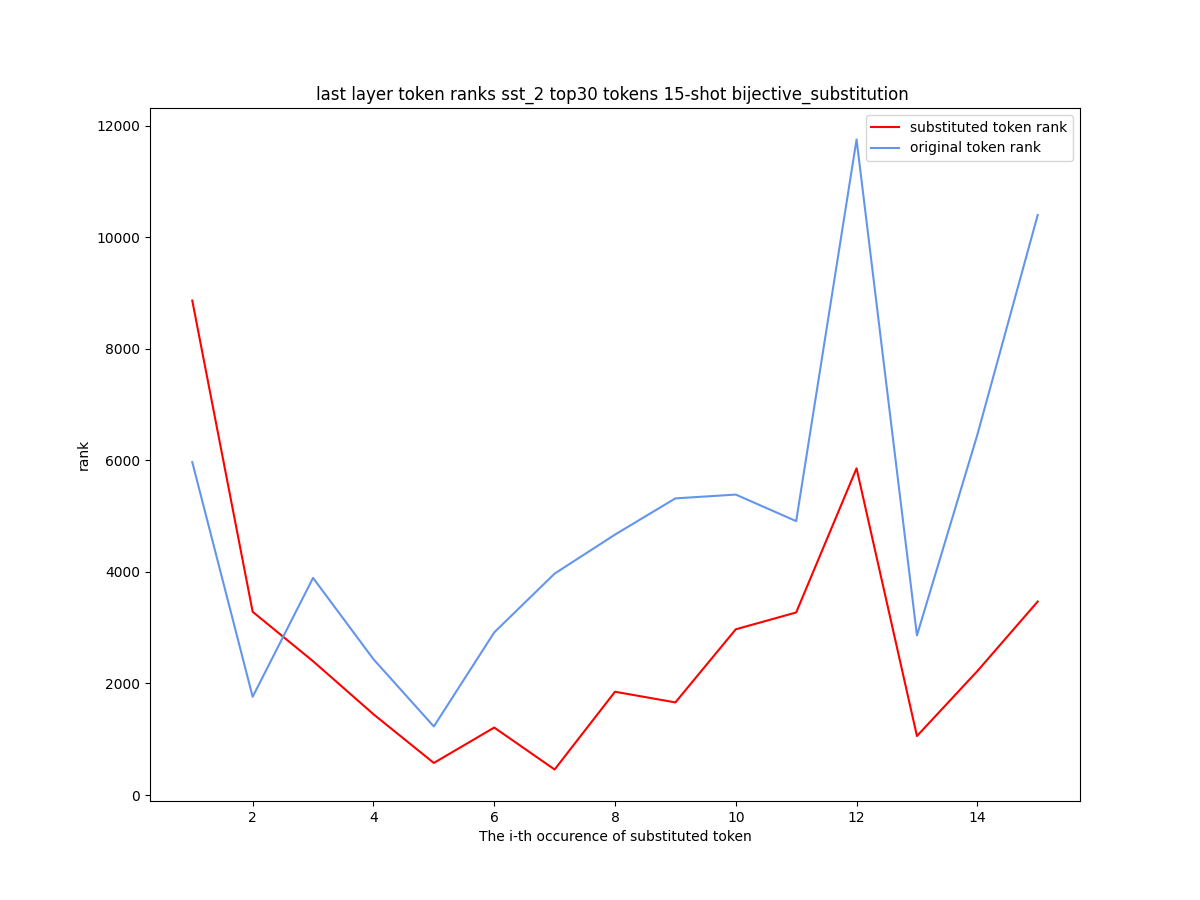 last layer token ranks sst_2 top30 tokens 15-shot bijective_substitution
substituted token rank
original token rank
12000
10000
8000
6000
4000
2000
0
rank
2 4 6 8 10 12 14
The i-th occurence of substituted token